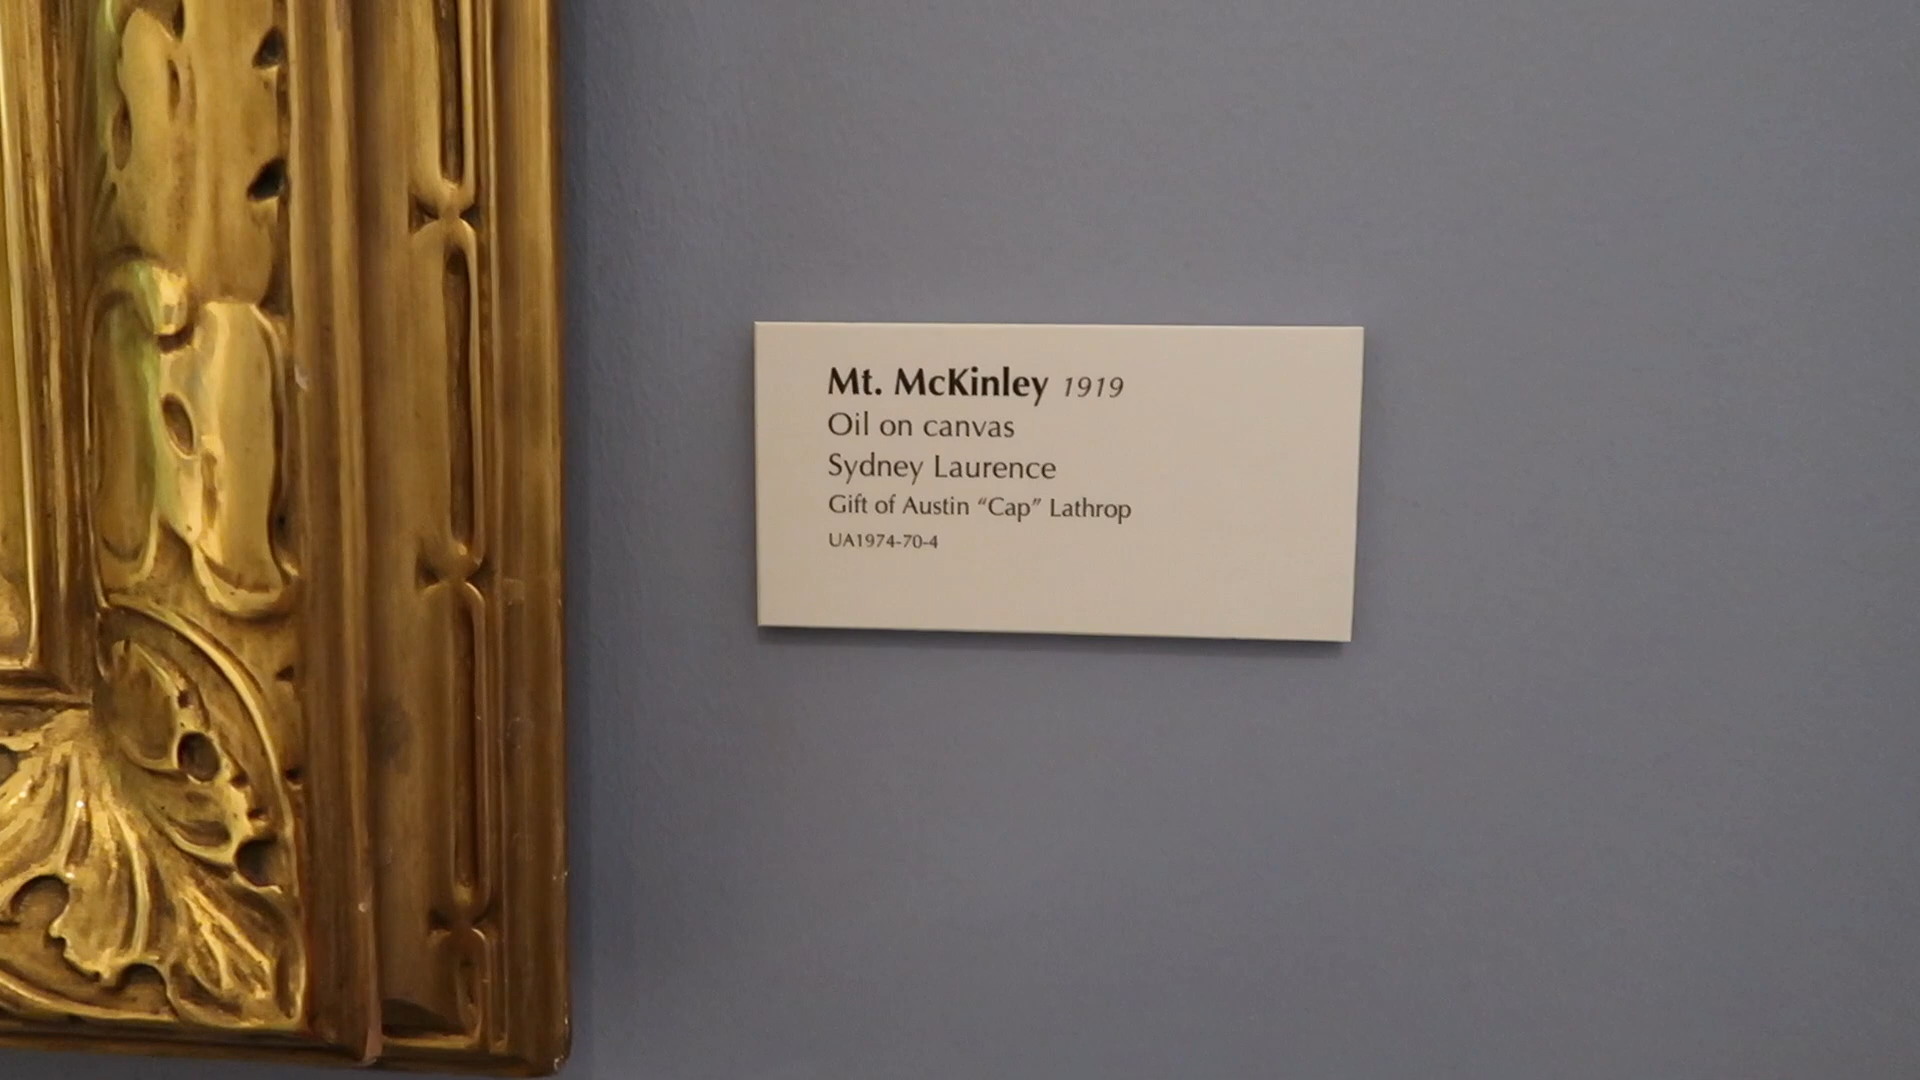 Mt. McKinley 1919
Oil on canvas
Sydney Laurence
Gift of Austin “Cap” Lathrop
UA1974-70-4